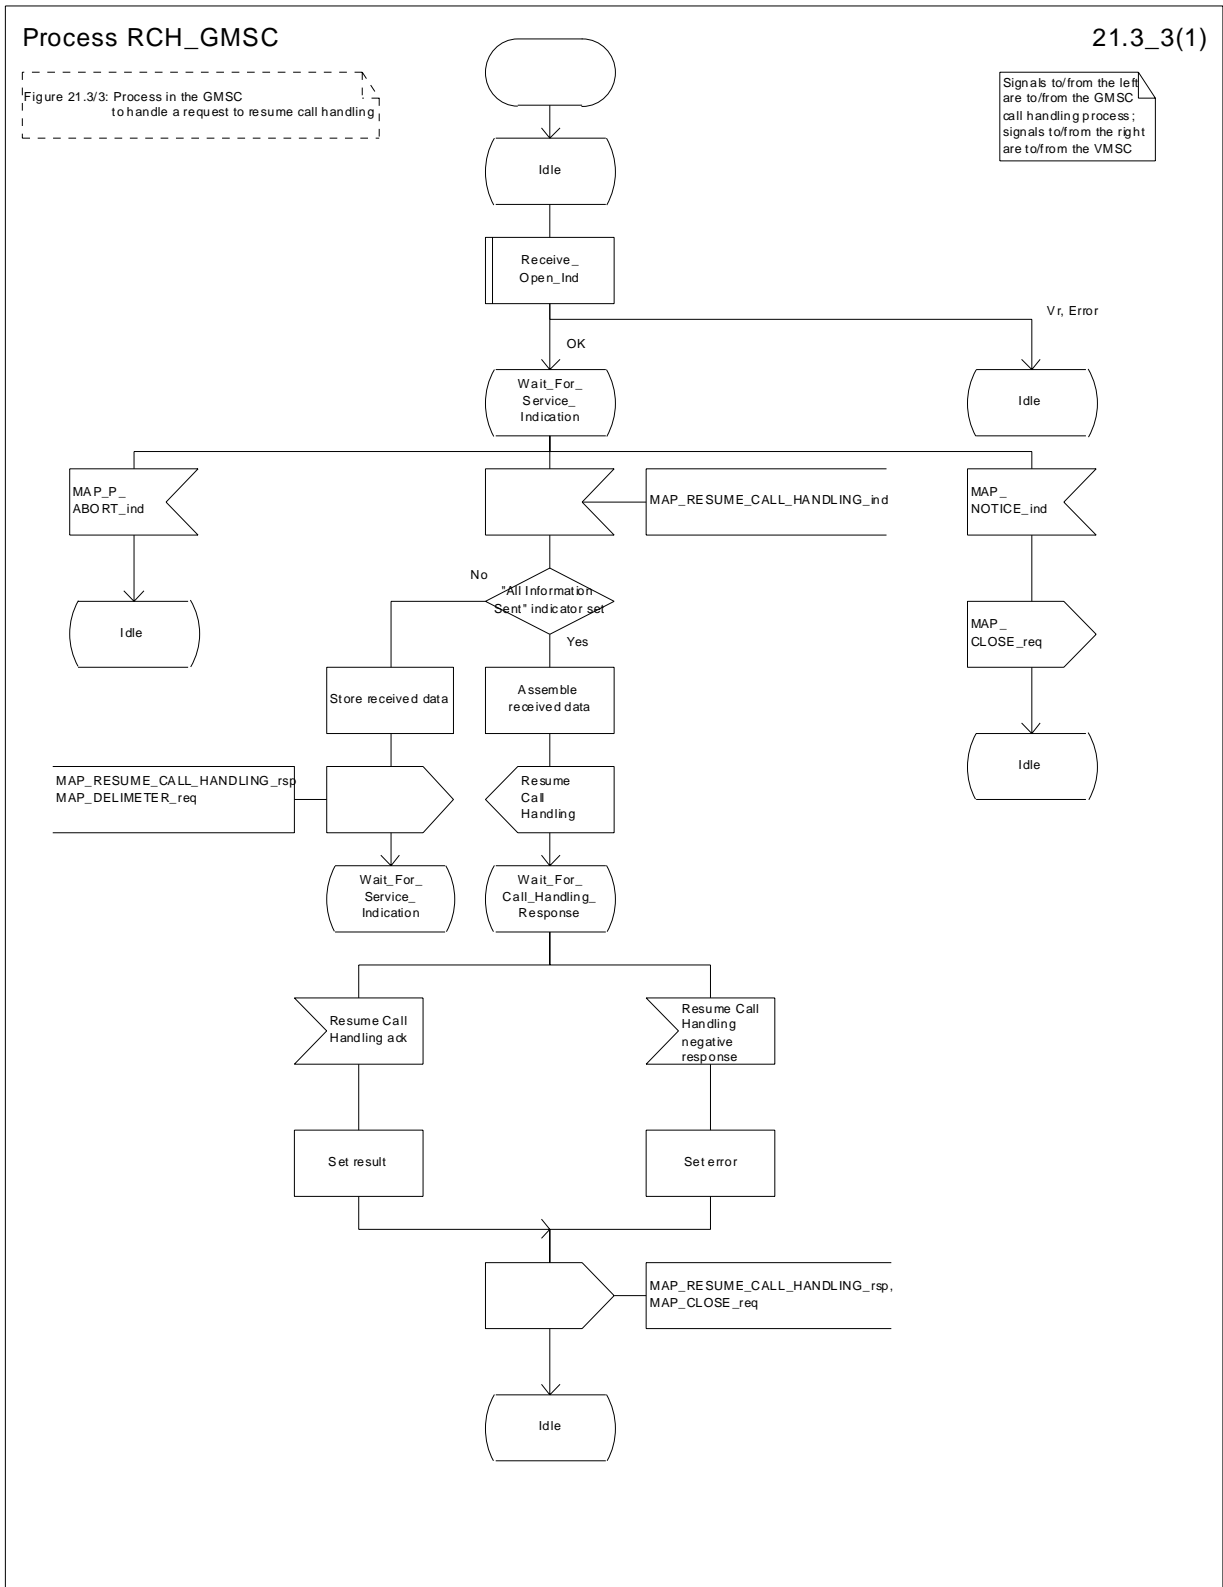 Process RCH_GMSC
21.3_3(1)
Figure 21.3/3: Process in the GMSC
to handle a request to resume call handling
Signals to/from the left
are to/from the GMSC
call handling process;
signals to/from the right
are to/from the VMSC
Idle
Receive_
Open_Ind
Vr, Error
OK
Wait_For_
Service_
Indication
Idle
MAP_P_
ABORT_ind
MAP_RESUME_CALL_HANDLING_ind
MAP_
NOTICE_ind
No
"All Information
Sent" indicator set
Yes
Idle
MAP_
CLOSE_req
Store received data
Assemble
received data
Idle
MAP_RESUME_CALL_HANDLING_rsp
MAP_DELIMETER_req
Resume
Call
Handling
Wait_For_
Service_
Indication
Wait_For_
Call_Handling_
Response
Resume Call
Handling ack
Resume Call
Handling
negative
response
Set result
Set error
MAP_RESUME_CALL_HANDLING_rsp,
MAP_CLOSE_req
Idle